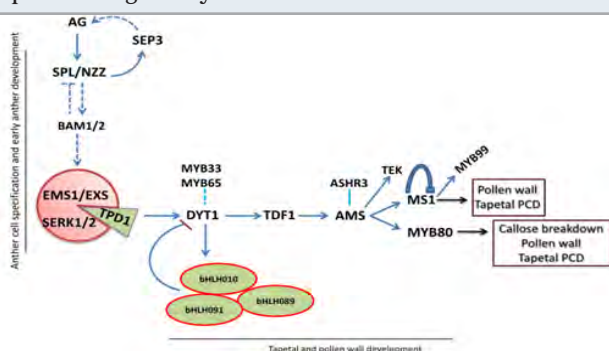 AG
SEP3
SPL/NZZ
BAM1/2
EMS1/EXS
TPD1
SERK1/2
MYB33
MYB65
DYT1
TDF1
ASHR3
AMS
TEK
MS1
MYB99
MYB80
Pollen wall
Tapetal PCD
Callose breakdown
Pollen wall
Tapetal PCD
bHLH010
bHLH089
bHLH091
Anther cell specification and early anther development
Tapetal and pollen wall development